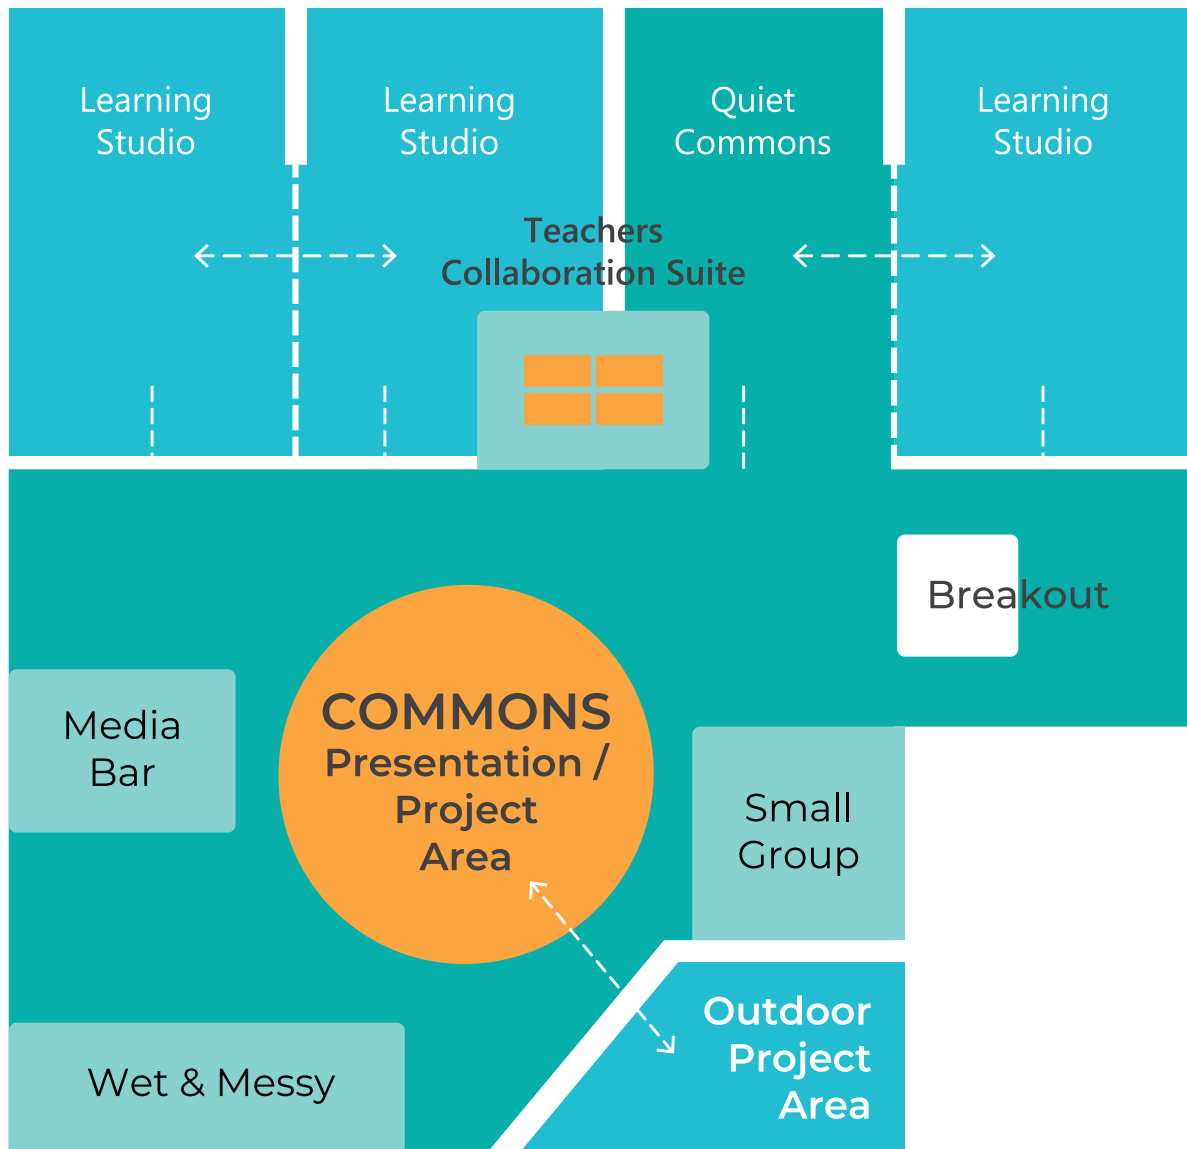 Learning
Studio
Learning
Studio
Quiet
Commons
Learning
Studio
Teachers
Collaboration Suite
Breakout
Media
Bar
COMMONS
Presentation /
Project
Area
Small
Group
Outdoor
Project
Area
Wet & Messy